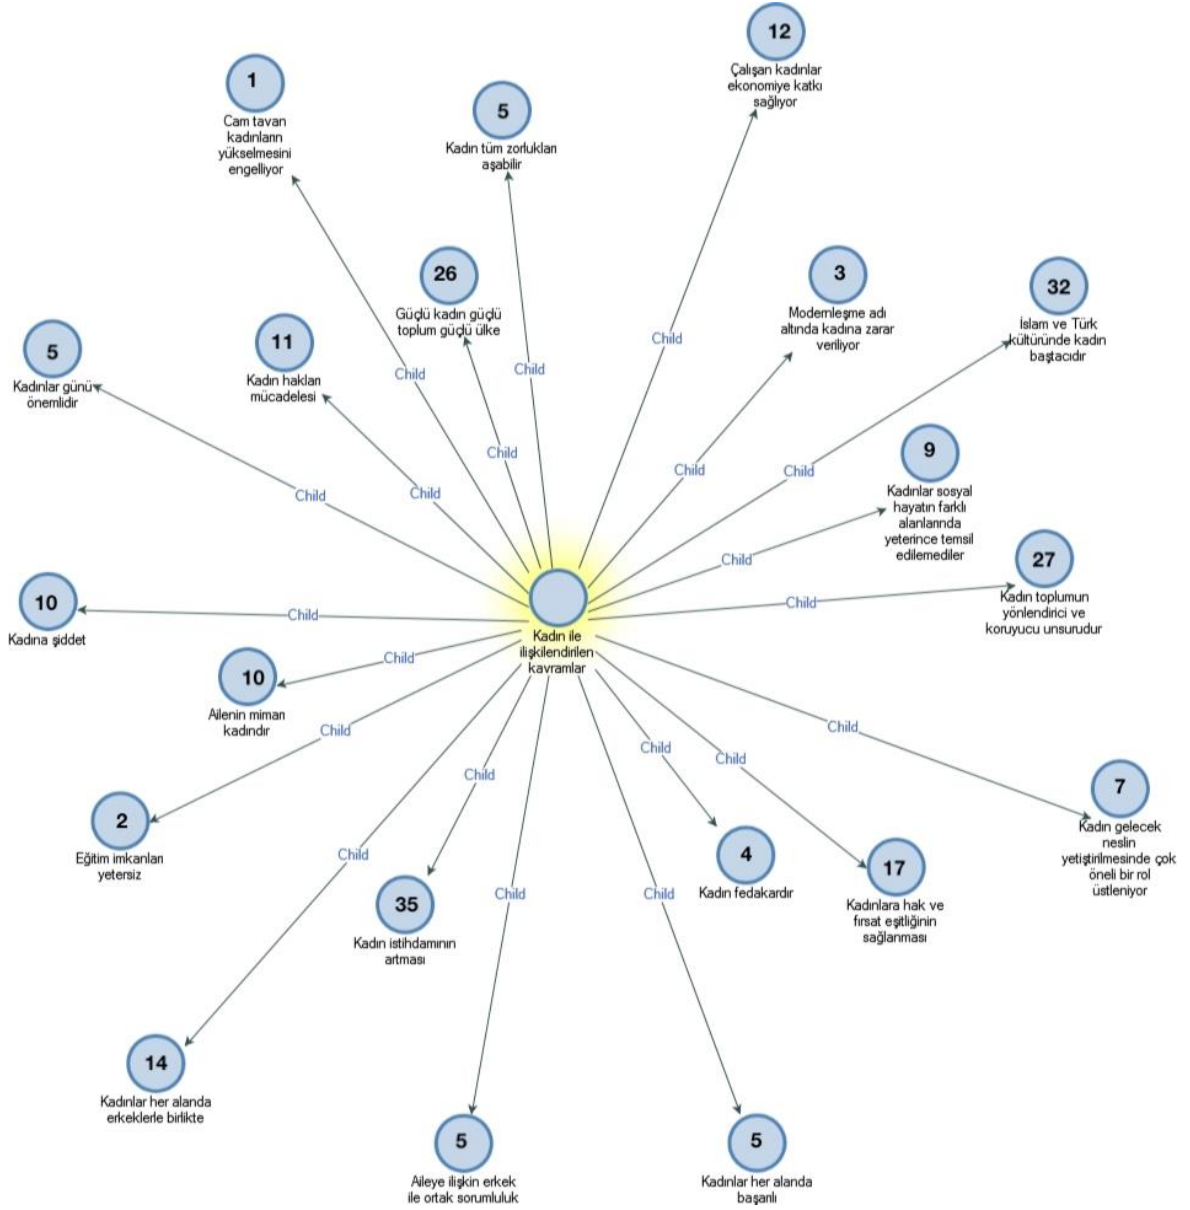 12
Çalışan kadınlar
ekonomiye katkı
sağlıyor
1
Cam tavan
kadınların
yükselmesini
engelliyor
5
Kadın tüm zorlukları
aşabilir
26
Güçlü kadın güçlü
toplum güçlü ülke
3
Modernleşme adı
altında kadına zarar
veriliyor
32
İslam ve Türk
kültüründe kadın
baştacıdır
11
Kadın hakları
mücadelesi
5
Kadınlar günü
önemlidir
Child
Child
Child
Child
Child
Child
Child
Child
9
Kadınlar sosyal
hayatın farklı
alanlarında
yeterince temsil
edilemediler
Child
27
Kadın toplumun
yönlendirici ve
koruyucu unsurudur
Child
10
Kadına şiddet
Child
Kadın ile
ilişkilendirilen
kavramlar
10
Ailenin mimarı
kadındır
Child
Child
Child
Child
Child
Child
2
Eğitim imkanları
yetersiz
7
Kadın gelecek
neslin
yetiştirilmesinde çok
öneli bir rol
üstleniyor
Child
4
Kadın fedakardır
17
Kadınlara hak ve
fırsat eşitliğinin
sağlanması
35
Kadın istihdamının
artması
Child
Child
14
Kadınlar her alanda
erkeklerle birlikte
5
Aileye ilişkin erkek
ile ortak sorumluluk
5
Kadınlar her alanda
başarılı